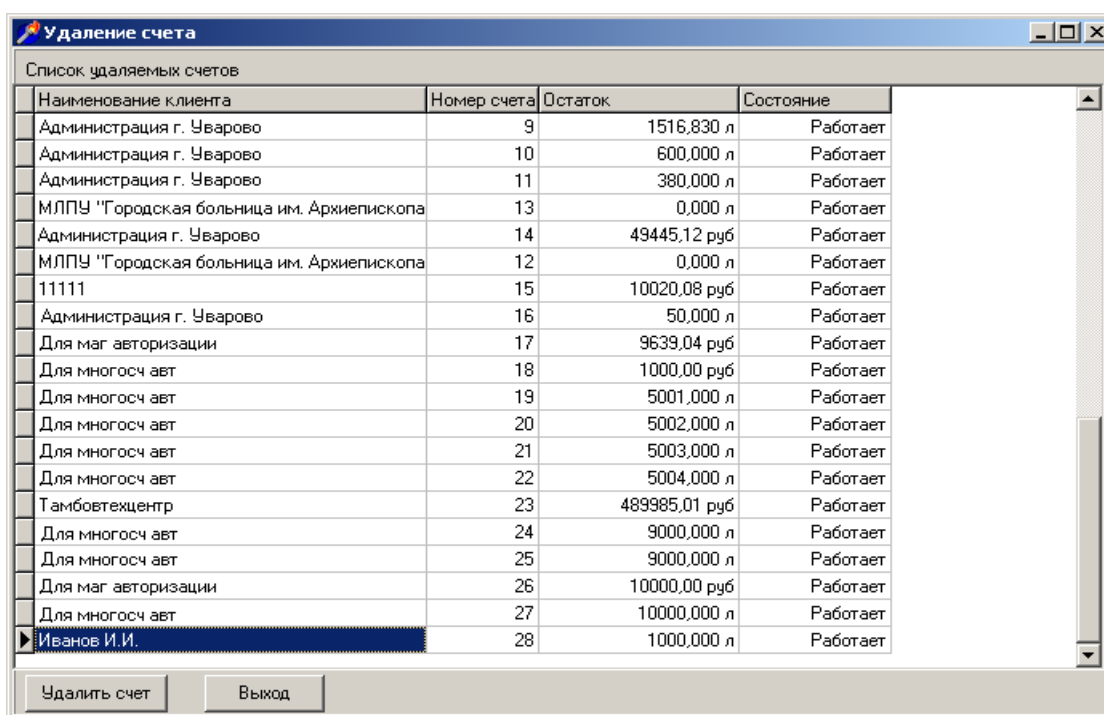 Удаление счета
Список удаляемых счетов
Наименование клиента Номер счета Остаток Состояние
Администрация г. Уварово 9 1516,830 л Работает
Администрация г. Уварово 10 600,000 л Работает
Администрация г. Уварово 11 380,000 л Работает
МЛПУ "Городская больница им. Архиепископа 13 0,000 л Работает
Администрация г. Уварово 14 49445,12 руб Работает
МЛПУ "Городская больница им. Архиепископа 12 0,000 л Работает
11111 15 10020,08 руб Работает
Администрация г. Уварово 16 50,000 л Работает
Для маг авторизации 17 9639,04 руб Работает
Для многосч авт 18 1000,00 руб Работает
Для многосч авт 19 5001,000 л Работает
Для многосч авт 20 5002,000 л Работает
Для многосч авт 21 5003,000 л Работает
Для многосч авт 22 5004,000 л Работает
Тамбовтехцентр 23 489985,01 руб Работает
Для многосч авт 24 9000,000 л Работает
Для многосч авт 25 9000,000 л Работает
Для маг авторизации 26 10000,00 руб Работает
Для многосч авт 27 10000,000 л Работает
Иванов И.И. 28 1000,000 л Работает
Удалить счет Выход